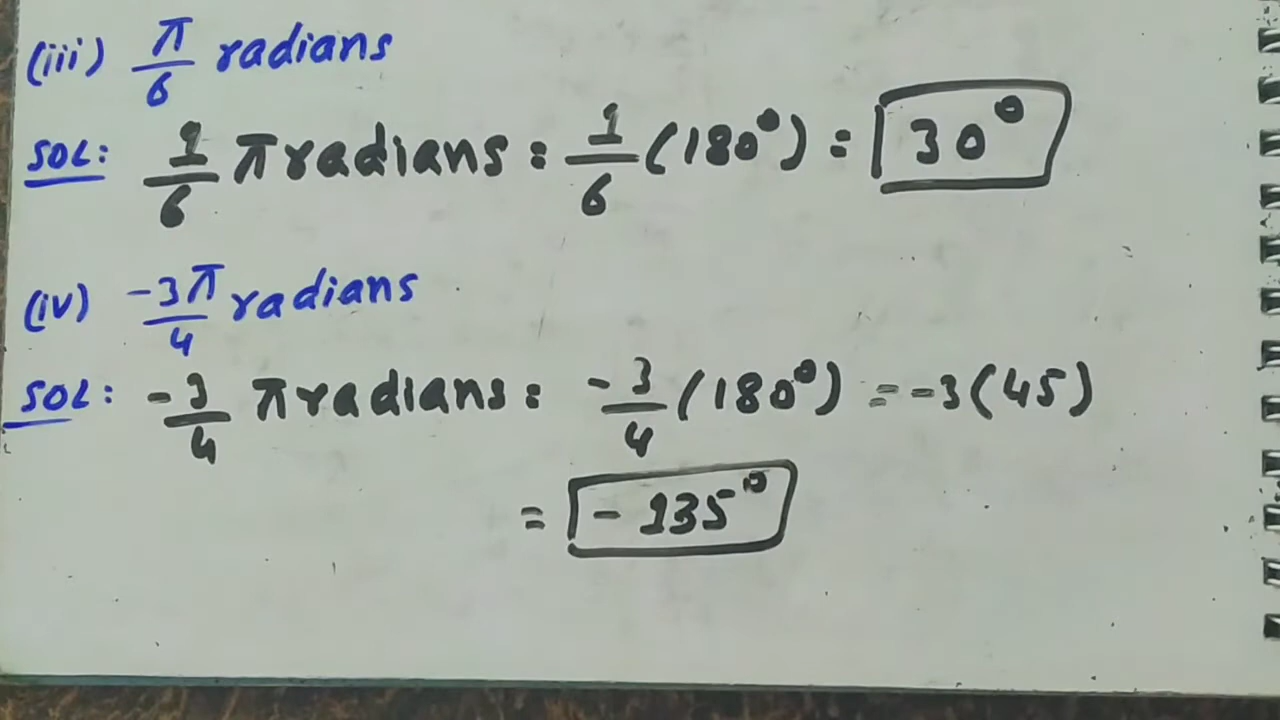 (iii) π/6 radians
SOL: 1/6 π radians = 1/6 (180°) = 30°
(iv) -3π/4 radians
SOL: -3/4 π radians = -3/4 (180°) = -3(45)
= -135°